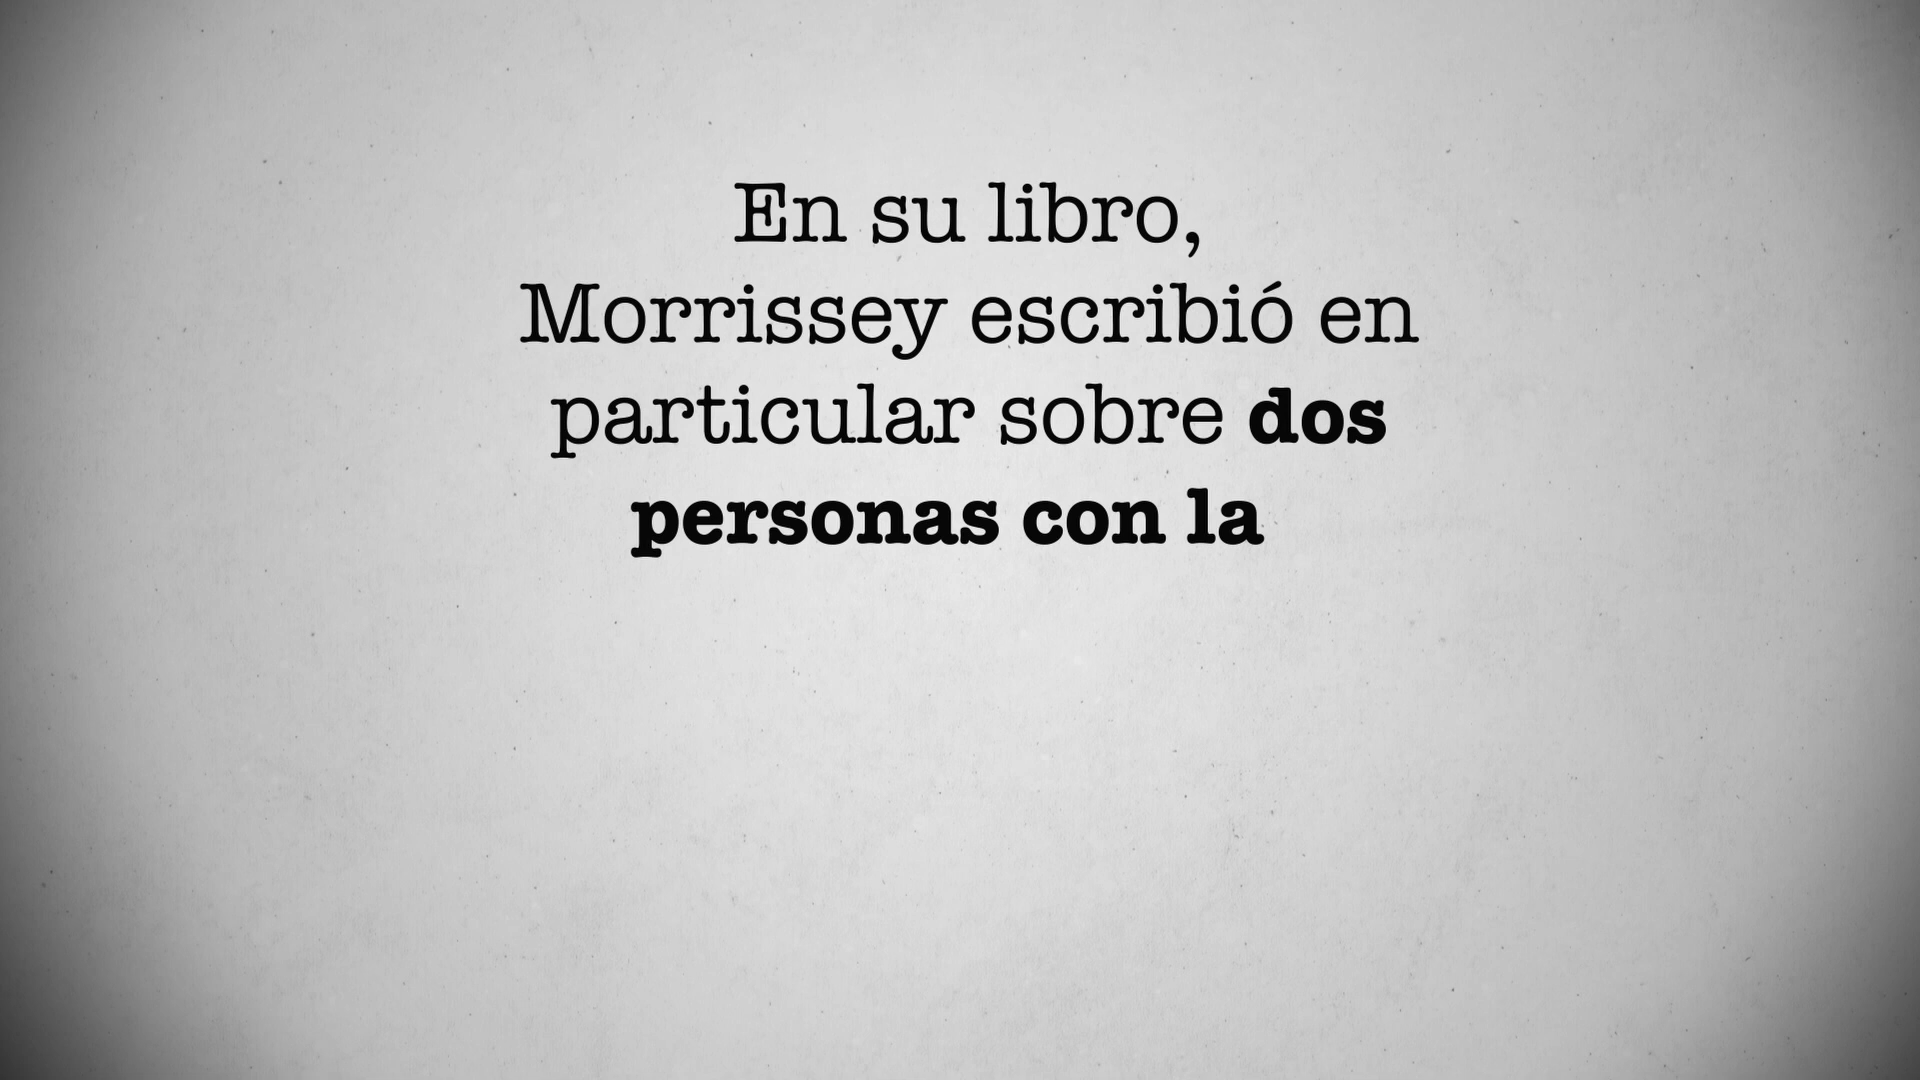 En su libro,
Morrissey escribió en
particular sobre dos
personas con la